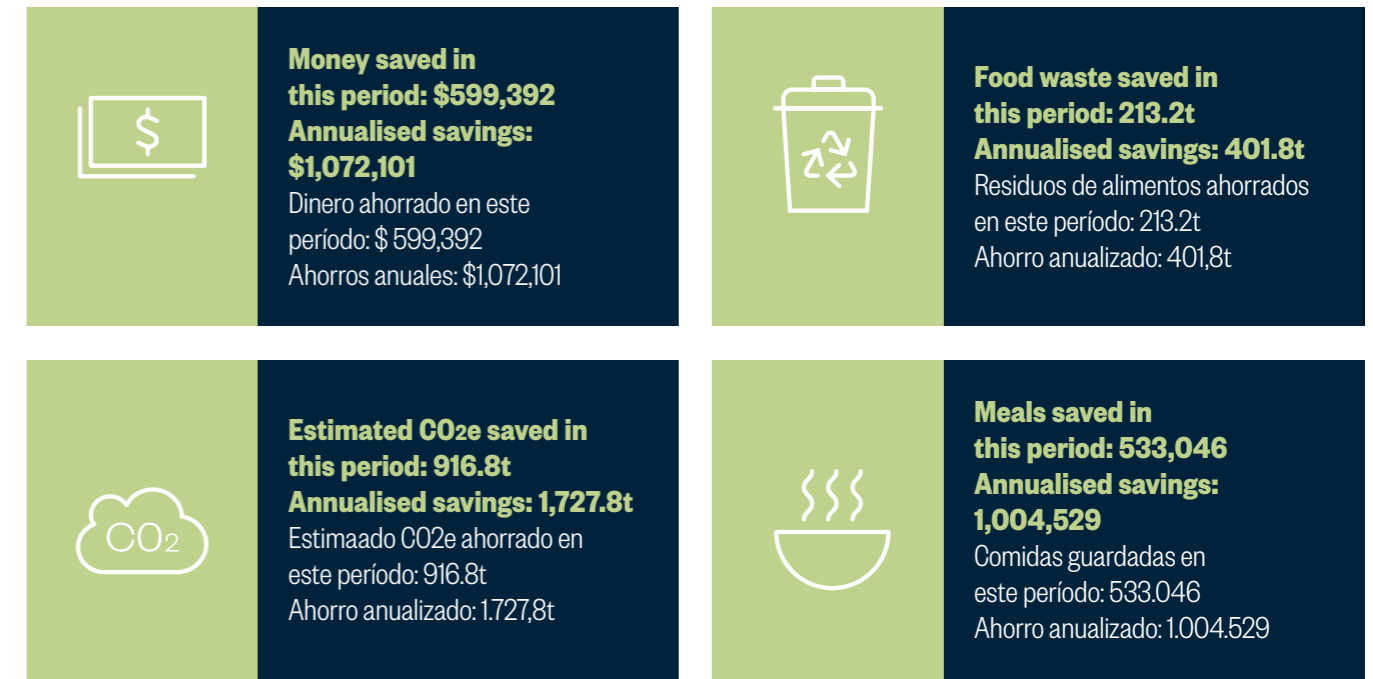 $
Money saved in
this period: $599,392
Annualised savings:
$1,072,101
Dinero ahorrado en este
período: $ 599,392
Ahorros anuales: $1,072,101
Food waste saved in
this period: 213.2t
Annualised savings: 401.8t
Residuos de alimentos ahorrados
en este período: 213.2t
Ahorro anualizado: 401,8t
CO2
Estimated CO2e saved in
this period: 916.8t
Annualised savings: 1,727.8t
Estimaado CO2e ahorrado en
este período: 916.8t
Ahorro anualizado: 1.727,8t
Meals saved in
this period: 533,046
Annualised savings:
1,004,529
Comidas guardadas en
este período: 533.046
Ahorro anualizado: 1.004.529